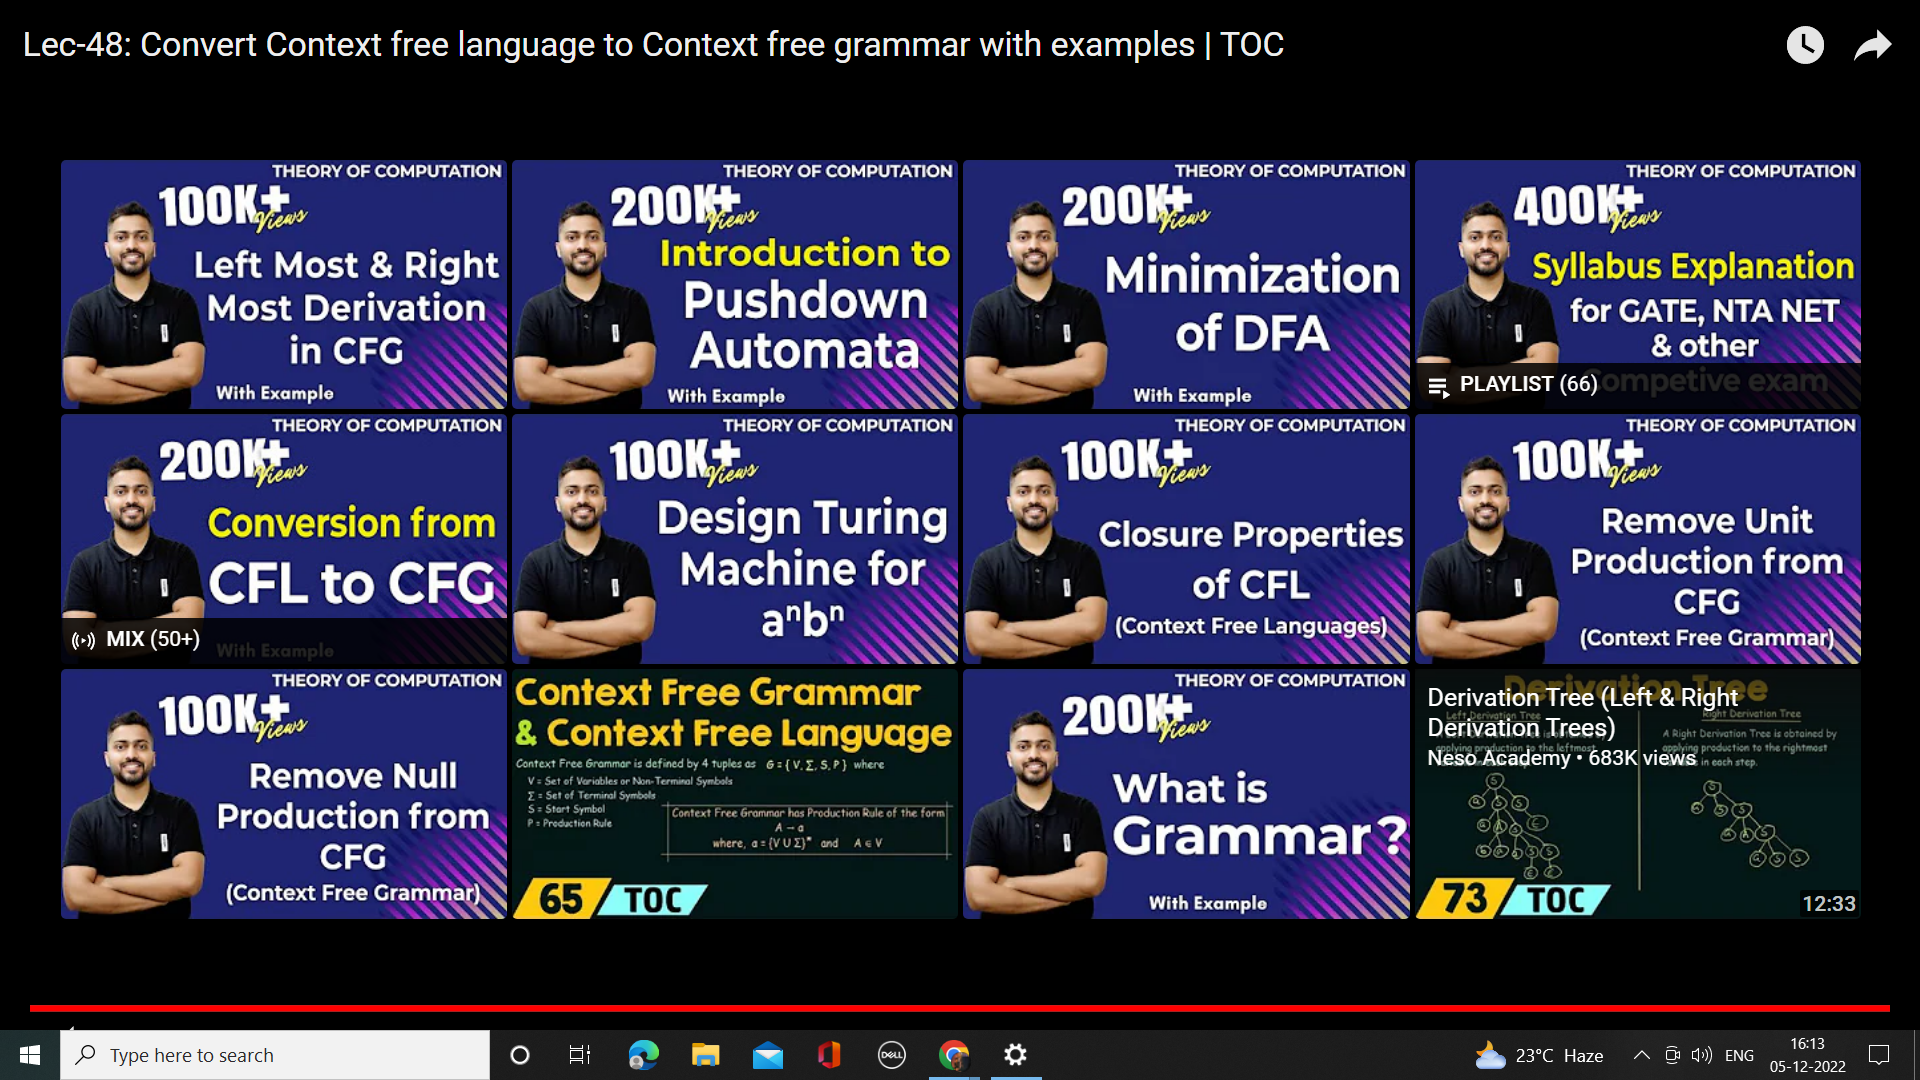 Lec-48: Convert Context free language to Context free grammar with examples | TOC
THEORY OF COMPUTATION
100K+
Views
Left Most & Right
Most Derivation
in CFG
With Example
THEORY OF COMPUTATION
200K+
Views
Introduction to
Pushdown
Automata
With Example
THEORY OF COMPUTATION
200K+
Views
Minimization
of DFA
With Example
THEORY OF COMPUTATION
400K+
Views
Syllabus Explanation
for GATE, NTA NET
& other
Competive exam
PLAYLIST (66)
THEORY OF COMPUTATION
200K+
Views
Conversion from
CFL to CFG
With Example
MIX (50+)
THEORY OF COMPUTATION
100K+
Views
Design Turing
Machine for
aⁿbⁿ
THEORY OF COMPUTATION
100K+
Views
Closure Properties
of CFL
(Context Free Languages)
THEORY OF COMPUTATION
100K+
Views
Remove Unit
Production from
CFG
(Context Free Grammar)
THEORY OF COMPUTATION
100K+
Views
Remove Null
Production from
CFG
(Context Free Grammar)
Context Free Grammar
& Context Free Language
Context Free Grammar is defined by 4 tuples as G = {V, Σ, S, P} where
V = Set of Variables or Non-Terminal Symbols
Σ = Set of Terminal Symbols
S = Start Symbol
P = Production Rule
Context Free Grammar has Production Rule of the form
A → a
where, a = {V ∪ Σ}* and A ∈ V
65 TOC
THEORY OF COMPUTATION
200K+
Views
What is
Grammar?
With Example
Derivation Tree
Derivation Tree (Left & Right
Derivation Trees)
Neso Academy • 683K views
Left Derivation Tree
applying production to the leftmost
Right Derivation Tree
A Right Derivation Tree is obtained by
applying production to the rightmost
in each step.
73 TOC
12:33
Type here to search
DELL
23°C Haze
ENG
16:13
05-12-2022